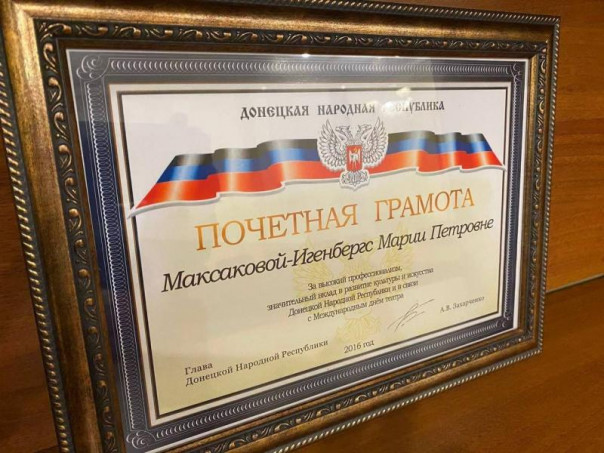 ДОНЕЦКАЯ НАРОДНАЯ РЕСПУБЛИКА
ПОЧЕТНАЯ ГРАМОТА
Максаковой-Игенбергс Марии Петровне
За высокий профессионализм,
значительный вклад в развитие культуры и искусства
Донецкой Народной Республики и в связи
с Международным днём театра
Глава
Донецкой Народной Республики
2016 год
А.В. Захарченко